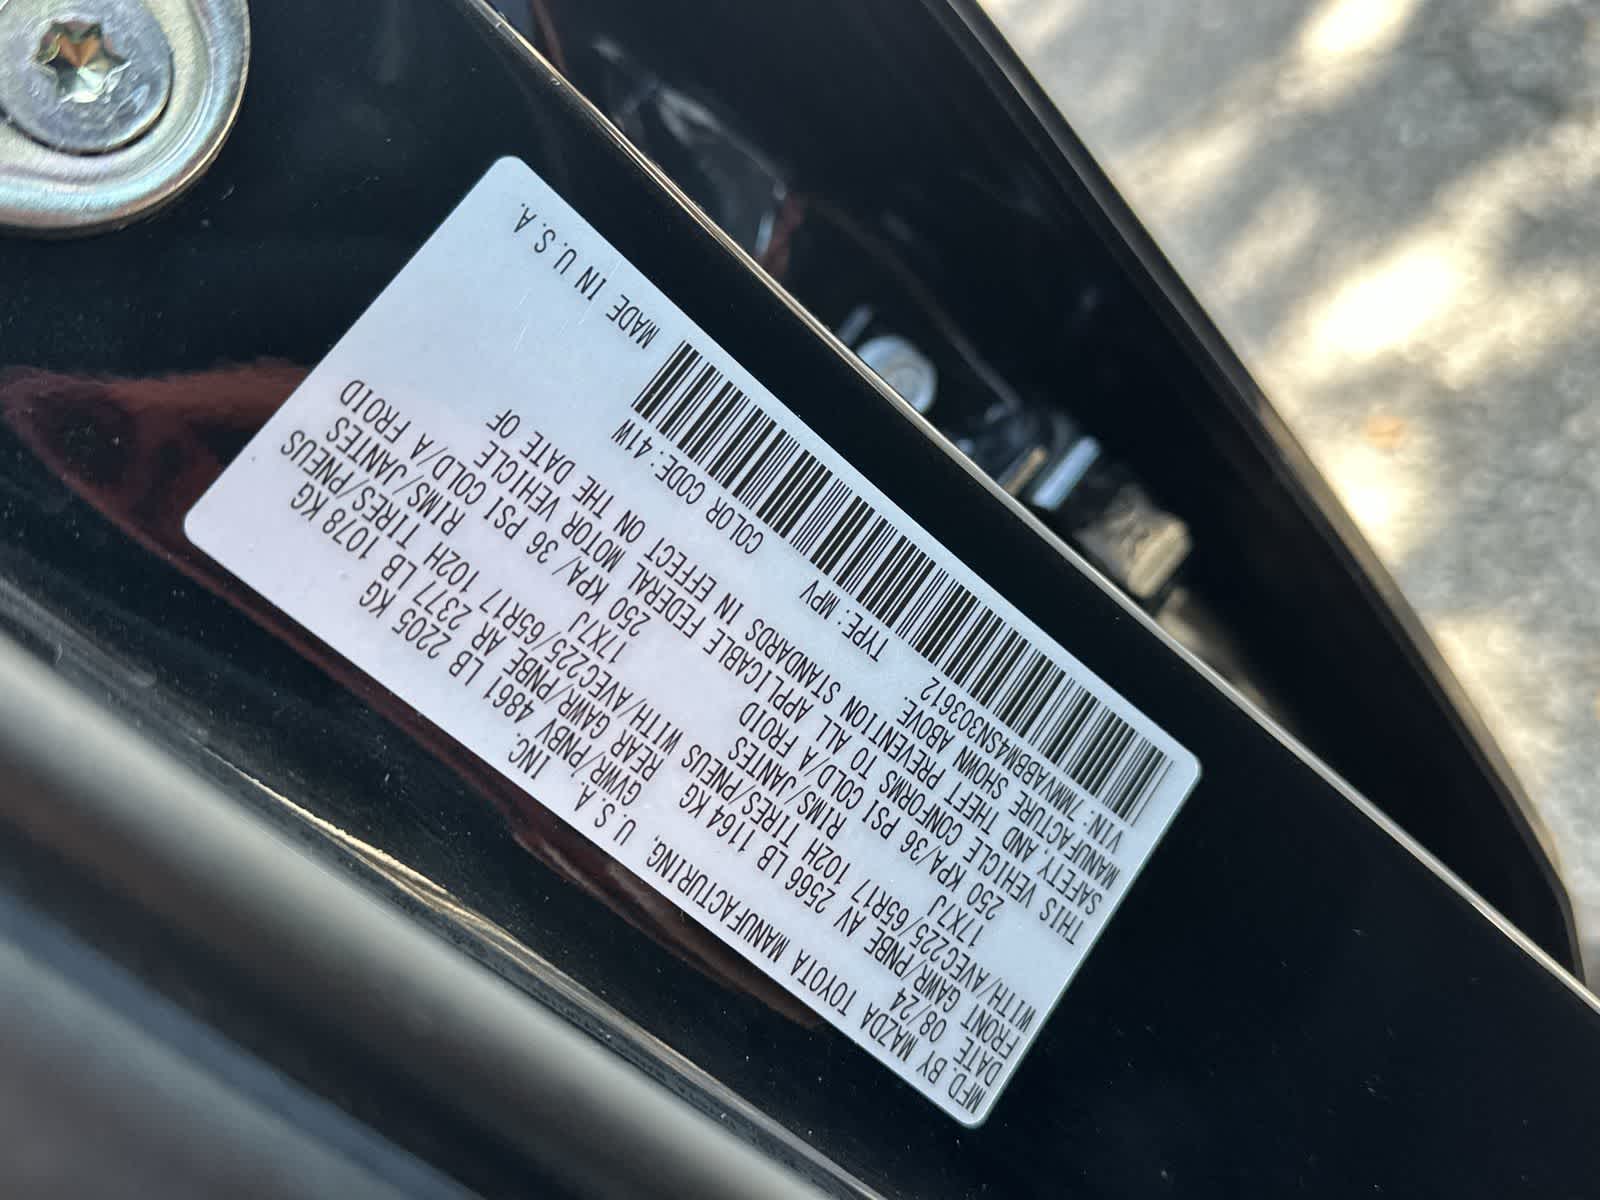 MFD. BY MAZDA TOYOTA MANUFACTURING, U.S.A. INC.
DATE 08/24 GVWR/PNBV 4861 LB 2205 KG
FRONT GAWR/PNBE AV 2566 LB 1164 KG REAR GAWR/PNBE AR 2377 LB 1078 KG
WITH/AVEC225/65R17 102H TIRES/PNEUS WITH/AVEC225/65R17 102H TIRES/PNEUS
17X7J RIMS/JANTES 17X7J RIMS/JANTES
250 KPA/36 PSI COLD/A FROID 250 KPA/36 PSI COLD/A FROID
THIS VEHICLE CONFORMS TO ALL APPLICABLE FEDERAL MOTOR VEHICLE
SAFETY, AND THEFT PREVENTION STANDARDS IN EFFECT ON THE DATE OF
MANUFACTURE SHOWN ABOVE.
VIN: 7MMVABBM4SN303612 TYPE: MPV COLOR CODE: 41W
MADE IN U.S.A.